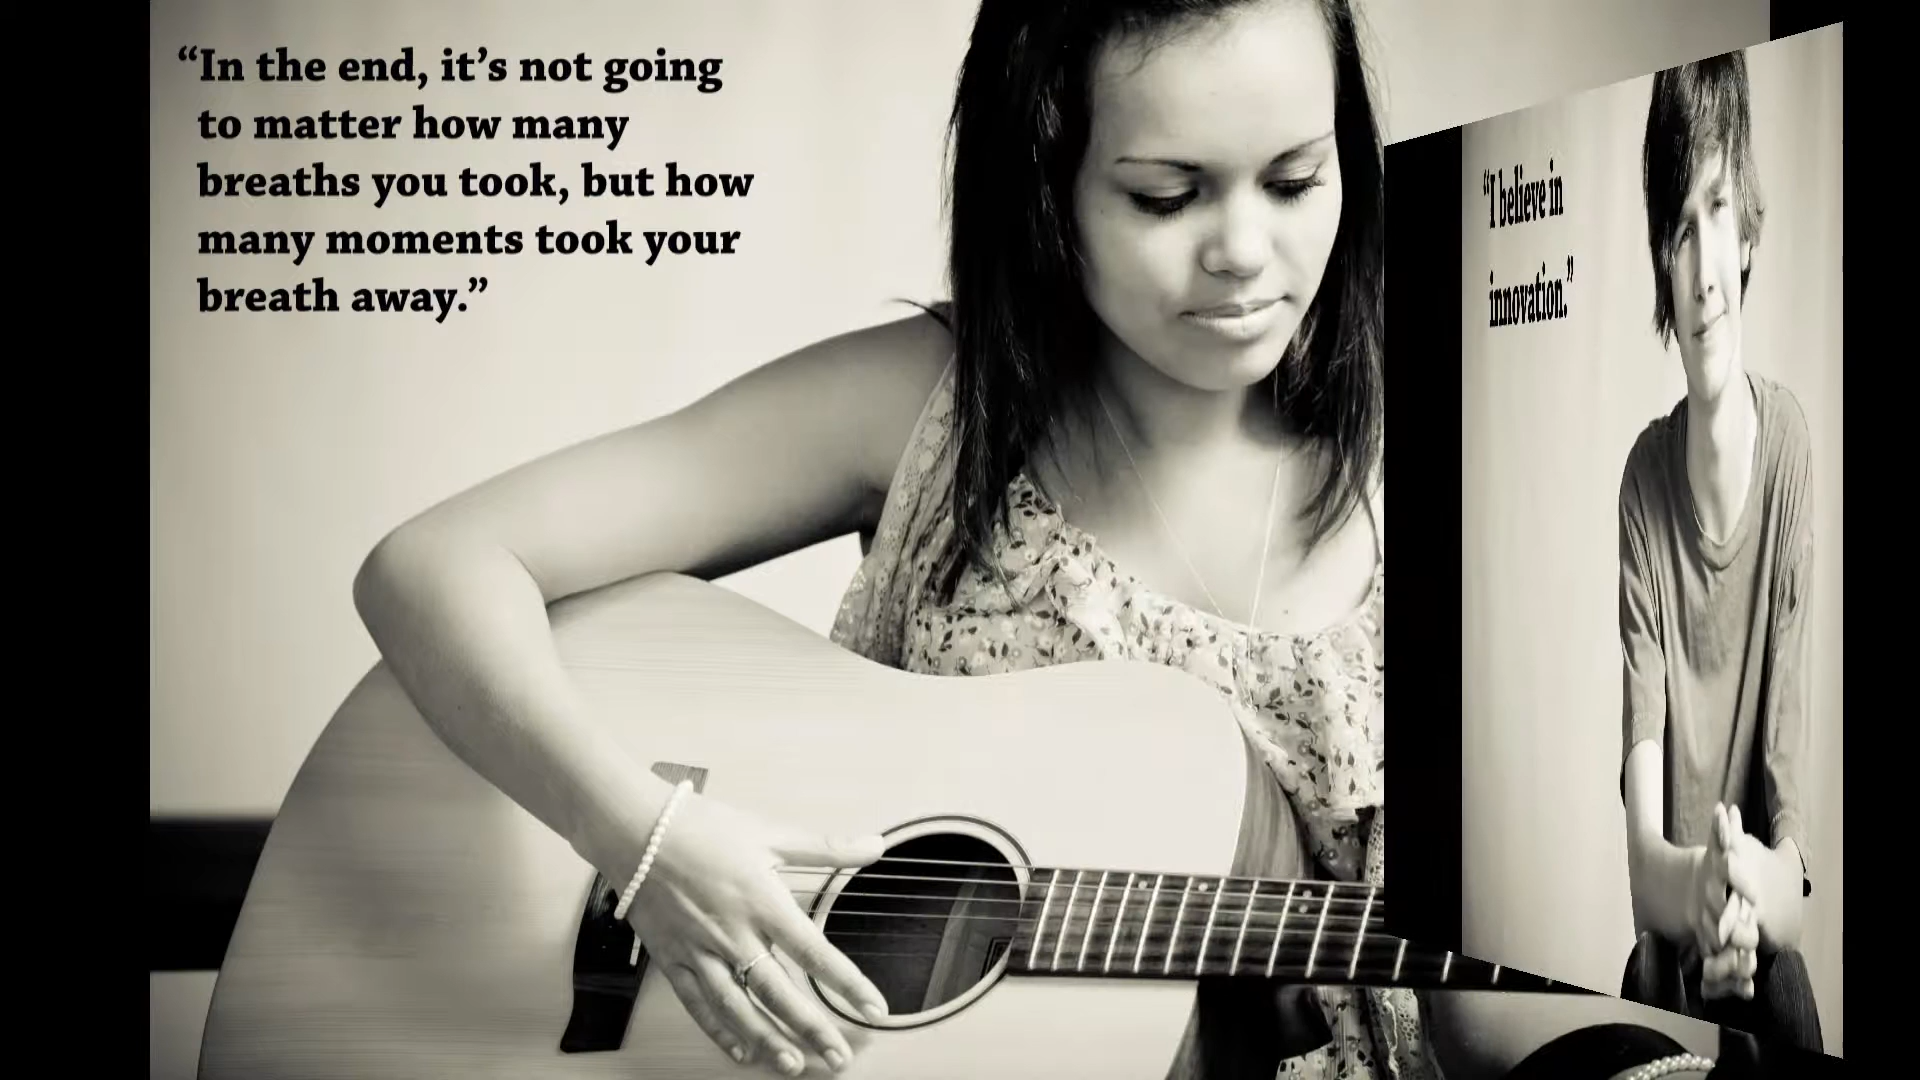 “In the end, it’s not going
to matter how many
breaths you took, but how
many moments took your
breath away.”
“I believe in
innovation.”